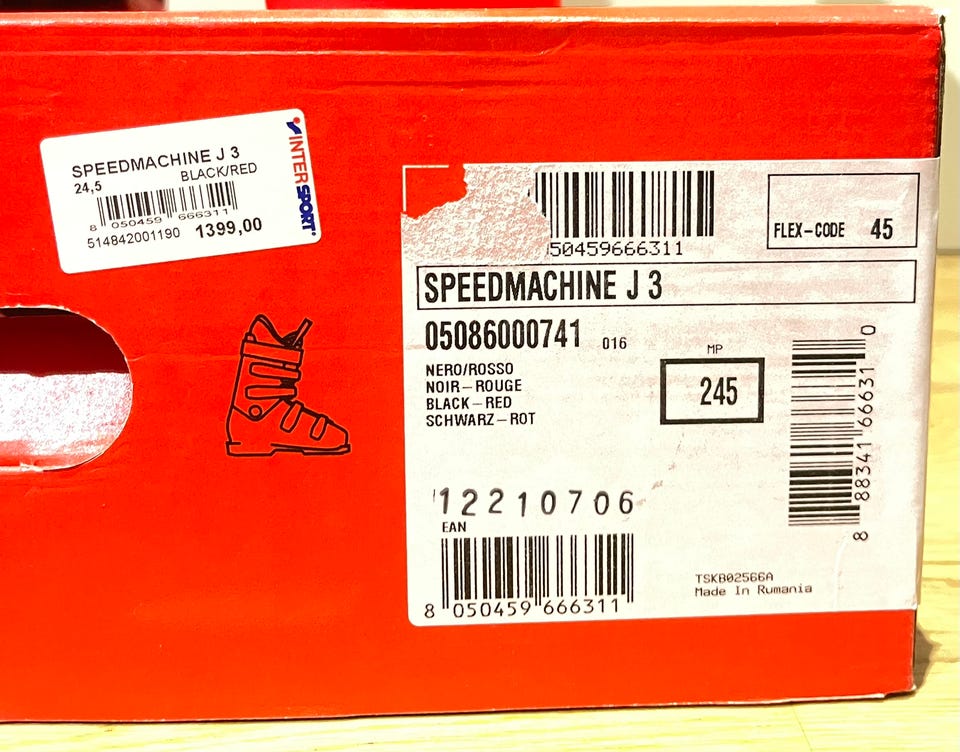 SPEEDMACHINE J 3
24,5 BLACK/RED
8 050459 666311
514842001190 1399,00
INTERSPORT
50459666311
FLEX-CODE 45
SPEEDMACHINE J 3
05086000741 016
NERO/ROSSO
NOIR-ROUGE
BLACK-RED
SCHWARZ-ROT
MP
245
8 88341 66631 0
12210706
EAN
8 050459 666311
TSKB02566A
Made In Rumania